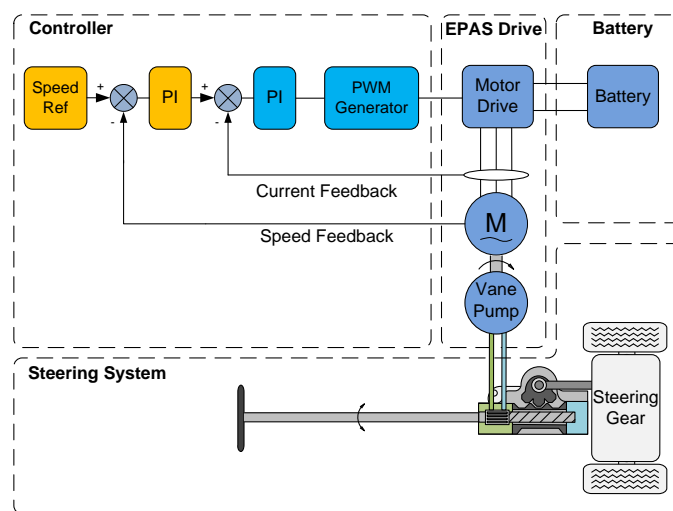 Controller
EPAS Drive
Battery
Speed
Ref
+
-
PI
+
-
PI
PWM
Generator
Motor
Drive
Battery
Current Feedback
Speed Feedback
M
Vane
Pump
Steering System
Steering
Gear